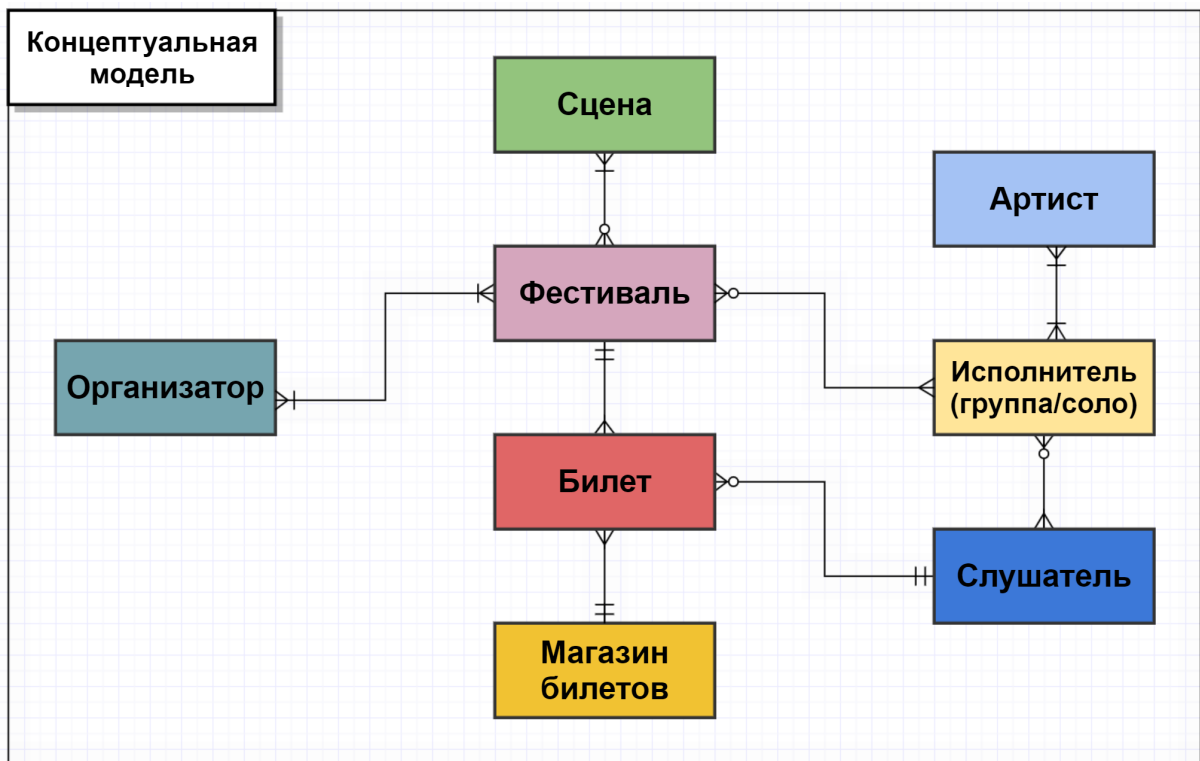 Концептуальная
модель
Сцена
Артист
Фестиваль
Организатор
Исполнитель
(группа/соло)
Билет
Слушатель
Магазин
билетов